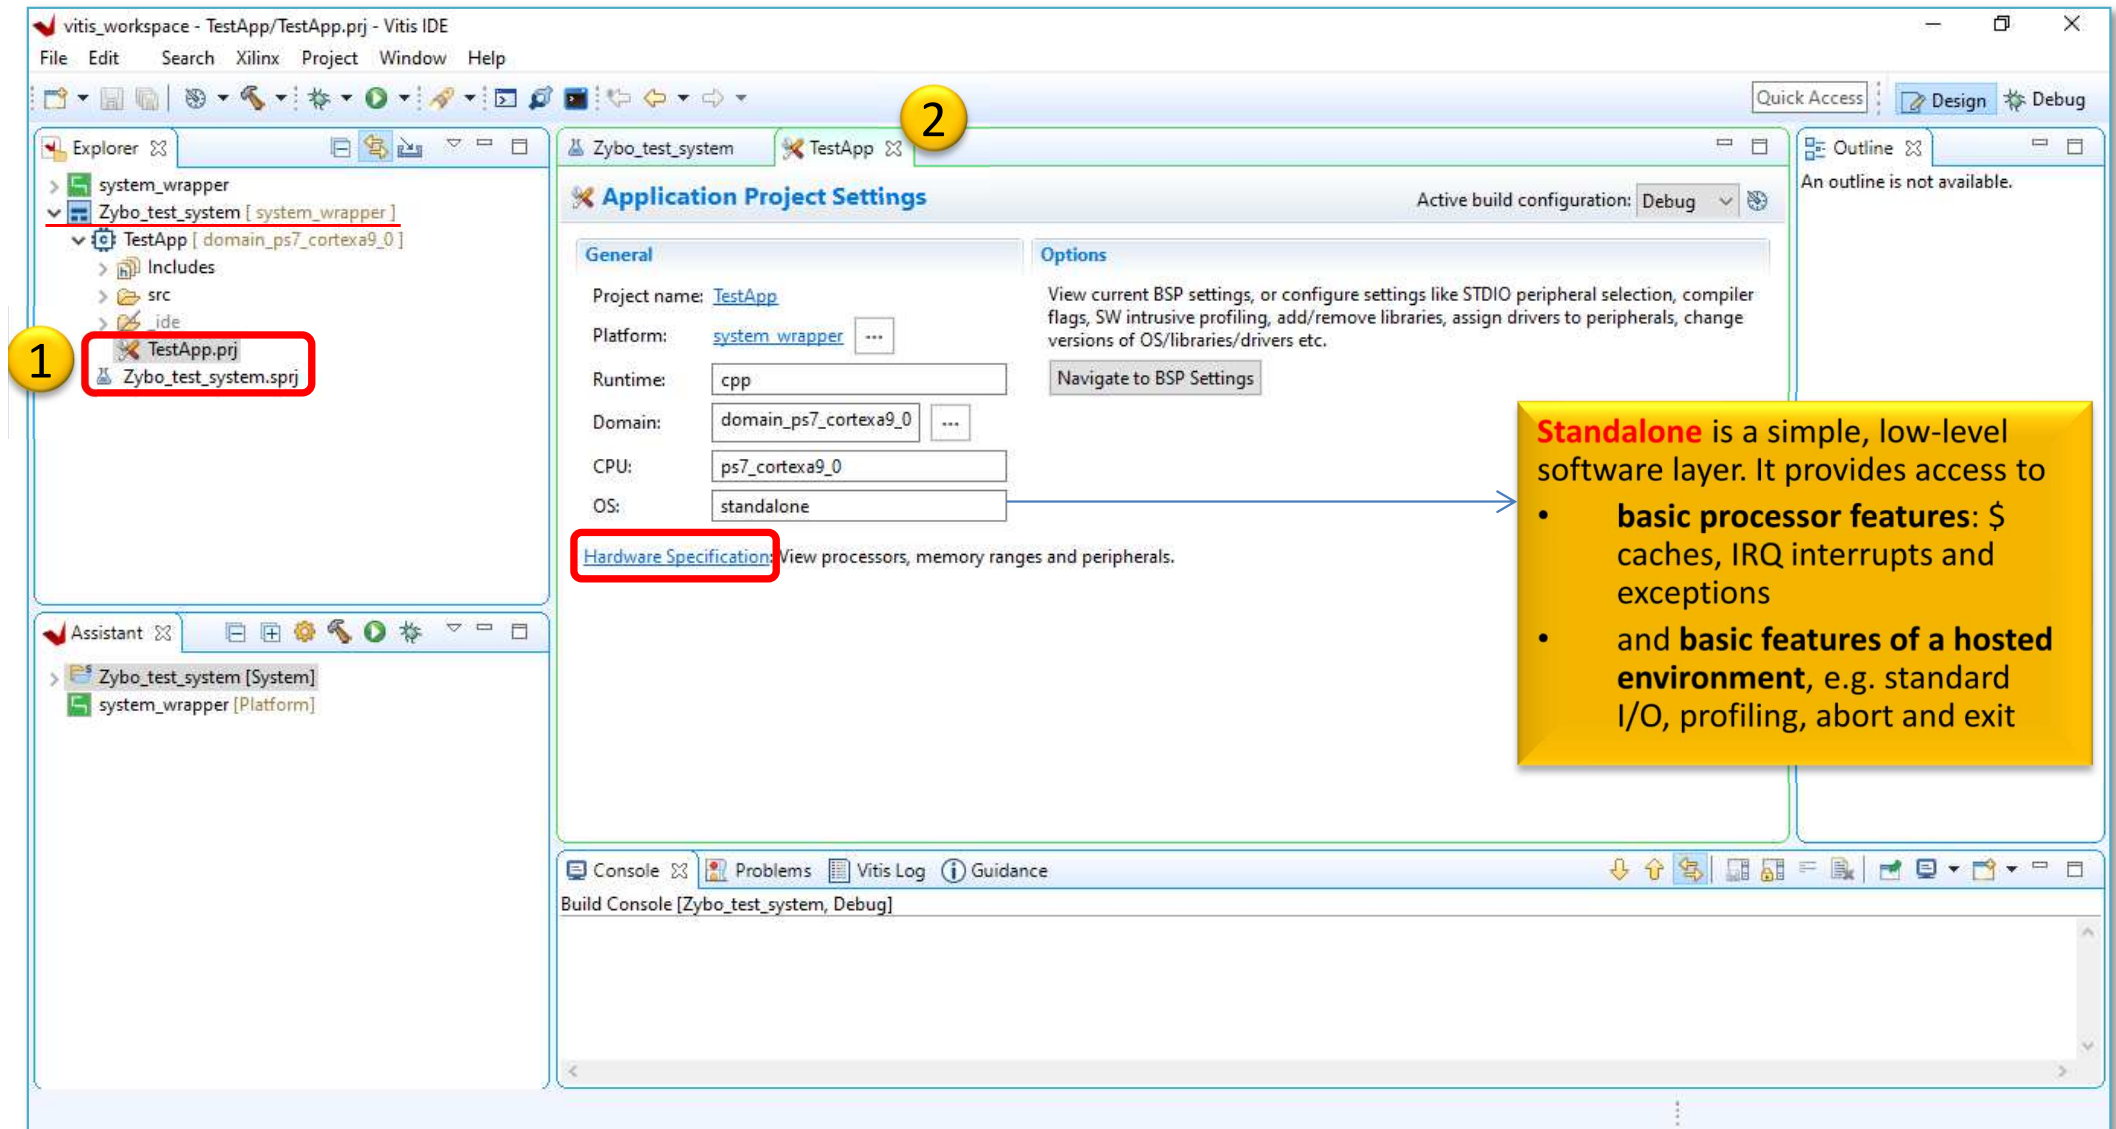 vitis_workspace - TestApp/TestApp.prj - Vitis IDE
File Edit Search Xilinx Project Window Help
Quick Access
Design
Debug
2
Explorer
system_wrapper
Zybo_test_system [ system_wrapper ]
TestApp [ domain_ps7_cortexa9_0 ]
Includes
src
_ide
1
TestApp.prj
Zybo_test_system.sprj
Zybo_test_system
TestApp
Application Project Settings
Active build configuration: Debug
General
Project name: TestApp
Platform: system_wrapper ...
Runtime: cpp
Domain: domain_ps7_cortexa9_0 ...
CPU: ps7_cortexa9_0
OS: standalone
Hardware Specification: View processors, memory ranges and peripherals.
Options
View current BSP settings, or configure settings like STDIO peripheral selection, compiler
flags, SW intrusive profiling, add/remove libraries, assign drivers to peripherals, change
versions of OS/libraries/drivers etc.
Navigate to BSP Settings
Outline
An outline is not available.
Standalone is a simple, low-level
software layer. It provides access to
• basic processor features: $
caches, IRQ interrupts and
exceptions
• and basic features of a hosted
environment, e.g. standard
I/O, profiling, abort and exit
Assistant
Zybo_test_system [System]
system_wrapper [Platform]
Console Problems Vitis Log Guidance
Build Console [Zybo_test_system, Debug]